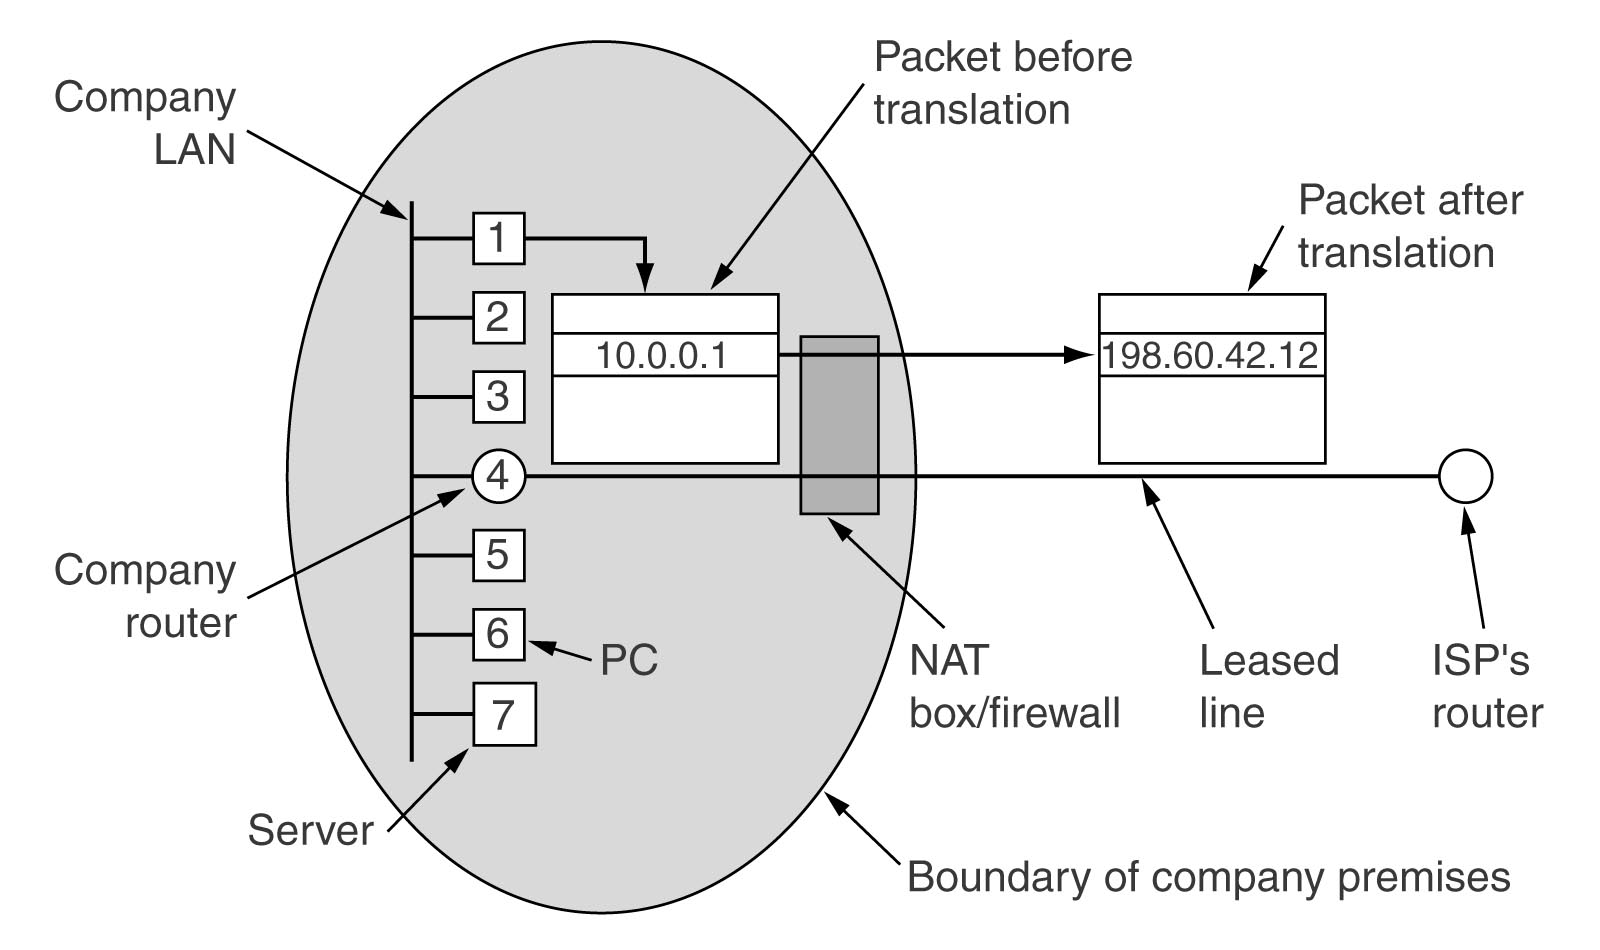 Packet before
translation
Company
LAN
Packet after
translation
1
2
10.0.0.1
198.60.42.12
3
4
5
Company
router
6
PC
NAT
box/firewall
Leased
line
ISP's
router
7
Server
Boundary of company premises